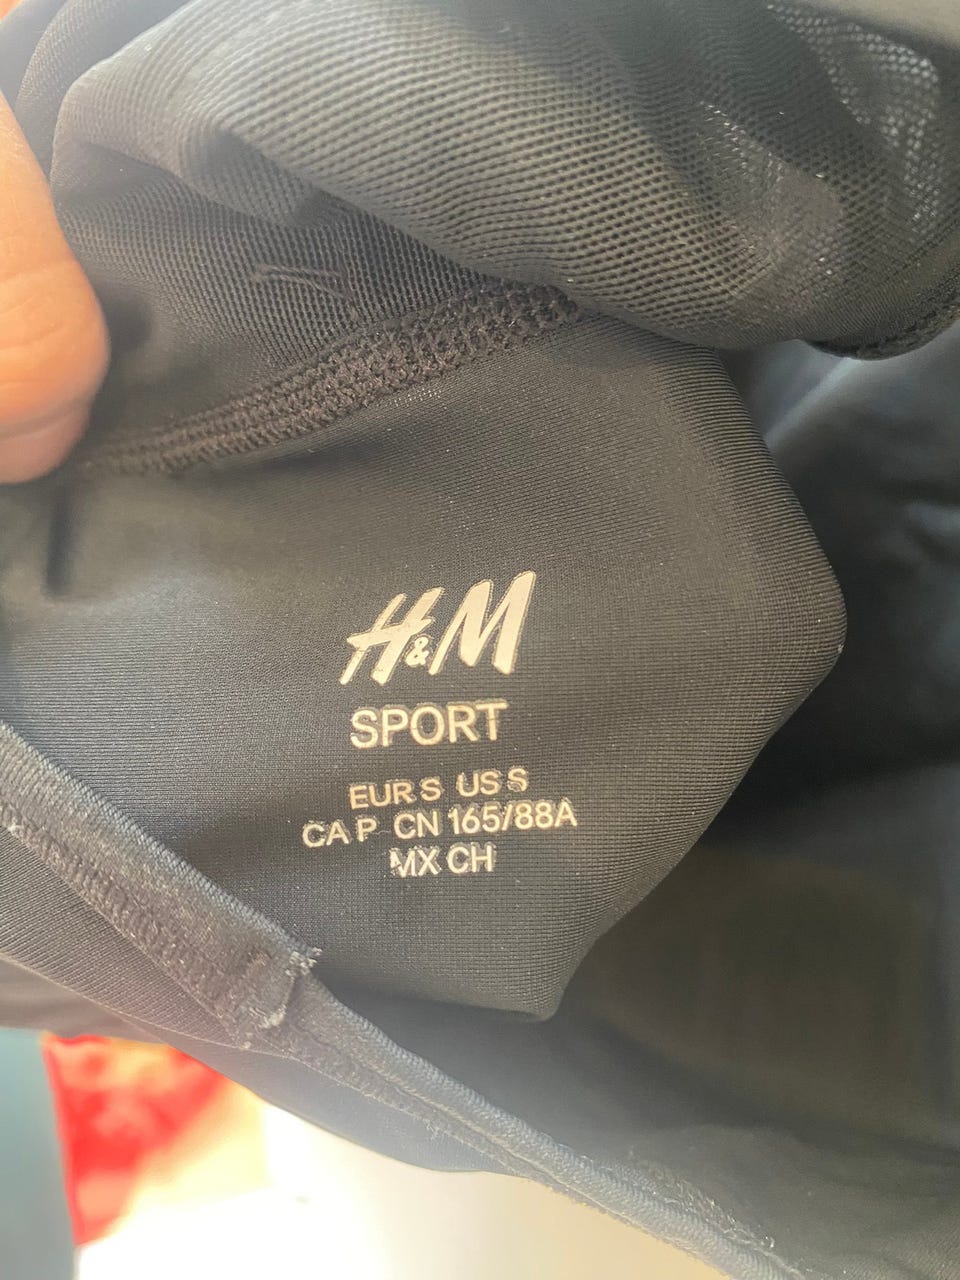 H&M
SPORT
EUR S US S
CA P CN 165/88A
MX CH